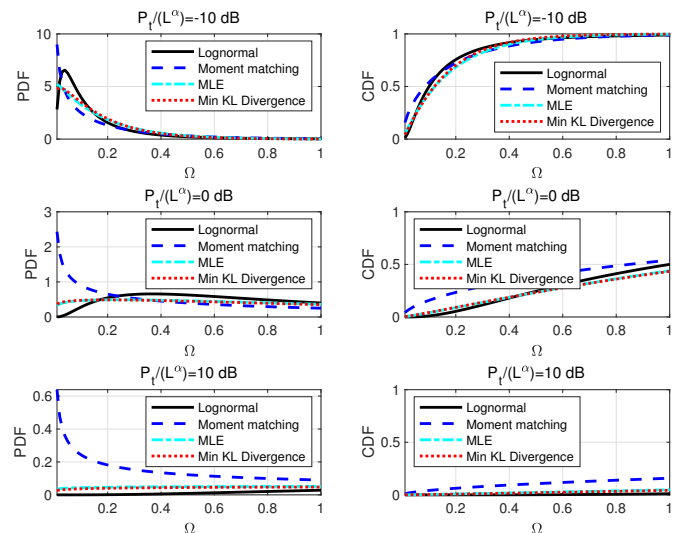 P_t/(L^α)=-10 dB
10
5
0
PDF
Lognormal
Moment matching
MLE
Min KL Divergence
0.2 0.4 0.6 0.8 1
Ω
P_t/(L^α)=-10 dB
1
0.5
0
CDF
Lognormal
Moment matching
MLE
Min KL Divergence
0.2 0.4 0.6 0.8 1
Ω
P_t/(L^α)=0 dB
3
2
1
0
PDF
Lognormal
Moment matching
MLE
Min KL Divergence
0.2 0.4 0.6 0.8 1
Ω
P_t/(L^α)=0 dB
1
0.5
0
CDF
Lognormal
Moment matching
MLE
Min KL Divergence
0.2 0.4 0.6 0.8 1
Ω
P_t/(L^α)=10 dB
0.6
0.4
0.2
0
PDF
Lognormal
Moment matching
MLE
Min KL Divergence
0.2 0.4 0.6 0.8 1
Ω
P_t/(L^α)=10 dB
1
0.5
0
CDF
Lognormal
Moment matching
MLE
Min KL Divergence
0.2 0.4 0.6 0.8 1
Ω